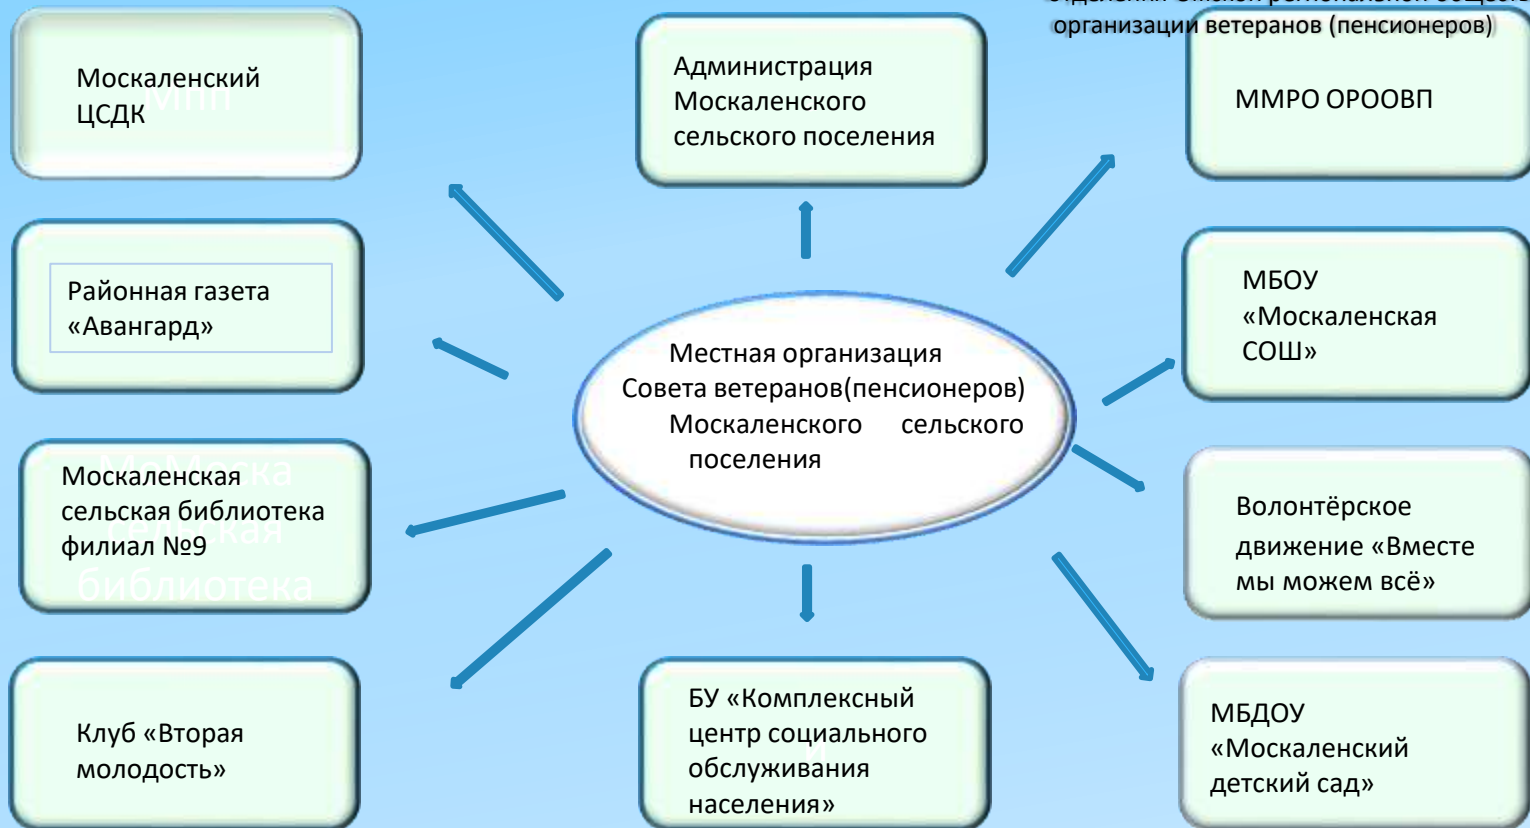 организации ветеранов (пенсионеров)
Москаленский
ЦСДК
Администрация
Москаленского
сельского поселения
ММРО ОРООВП
Районная газета
«Авангард»
МБОУ
«Москаленская
СОШ»
Местная организация
Совета ветеранов(пенсионеров)
Москаленского сельского
поселения
Москаленская
сельская библиотека
филиал №9
сельская
библиотека
Волонтёрское
движение «Вместе
мы можем всё»
Клуб «Вторая
молодость»
БУ «Комплексный
центр социального
обслуживания
населения»
МБДОУ
«Москаленский
детский сад»